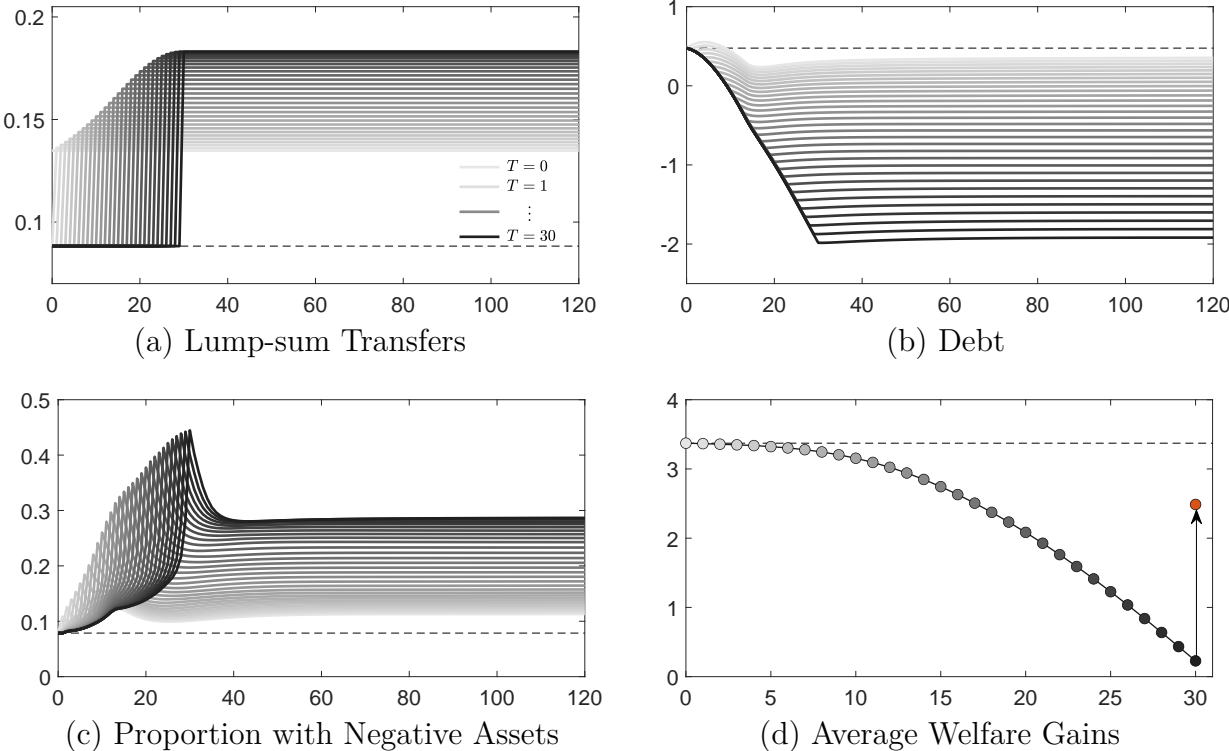 0.2
0.15
0.1
T = 0
T = 1
⋮
T = 30
0 20 40 60 80 100 120
(a) Lump-sum Transfers
1
0
-1
-2
0 20 40 60 80 100 120
(b) Debt
0.5
0.4
0.3
0.2
0.1
0
0 20 40 60 80 100 120
(c) Proportion with Negative Assets
4
3
2
1
0
0 5 10 15 20 25 30
(d) Average Welfare Gains